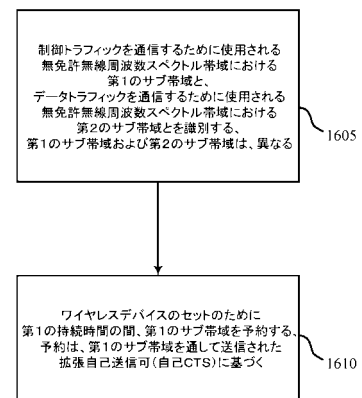 制御トラフィックを通信するために使用される
無免許無線周波数スペクトル帯域における
第1のサブ帯域と、
データトラフィックを通信するために使用される
無免許無線周波数スペクトル帯域における
第2のサブ帯域とを識別する、
第1のサブ帯域および第2のサブ帯域は、異なる
1605
ワイヤレスデバイスのセットのために
第1の持続時間の間、第1のサブ帯域を予約する、
予約は、第1のサブ帯域を通して送信された
拡張自己送信可(自己CTS)に基づく
1610